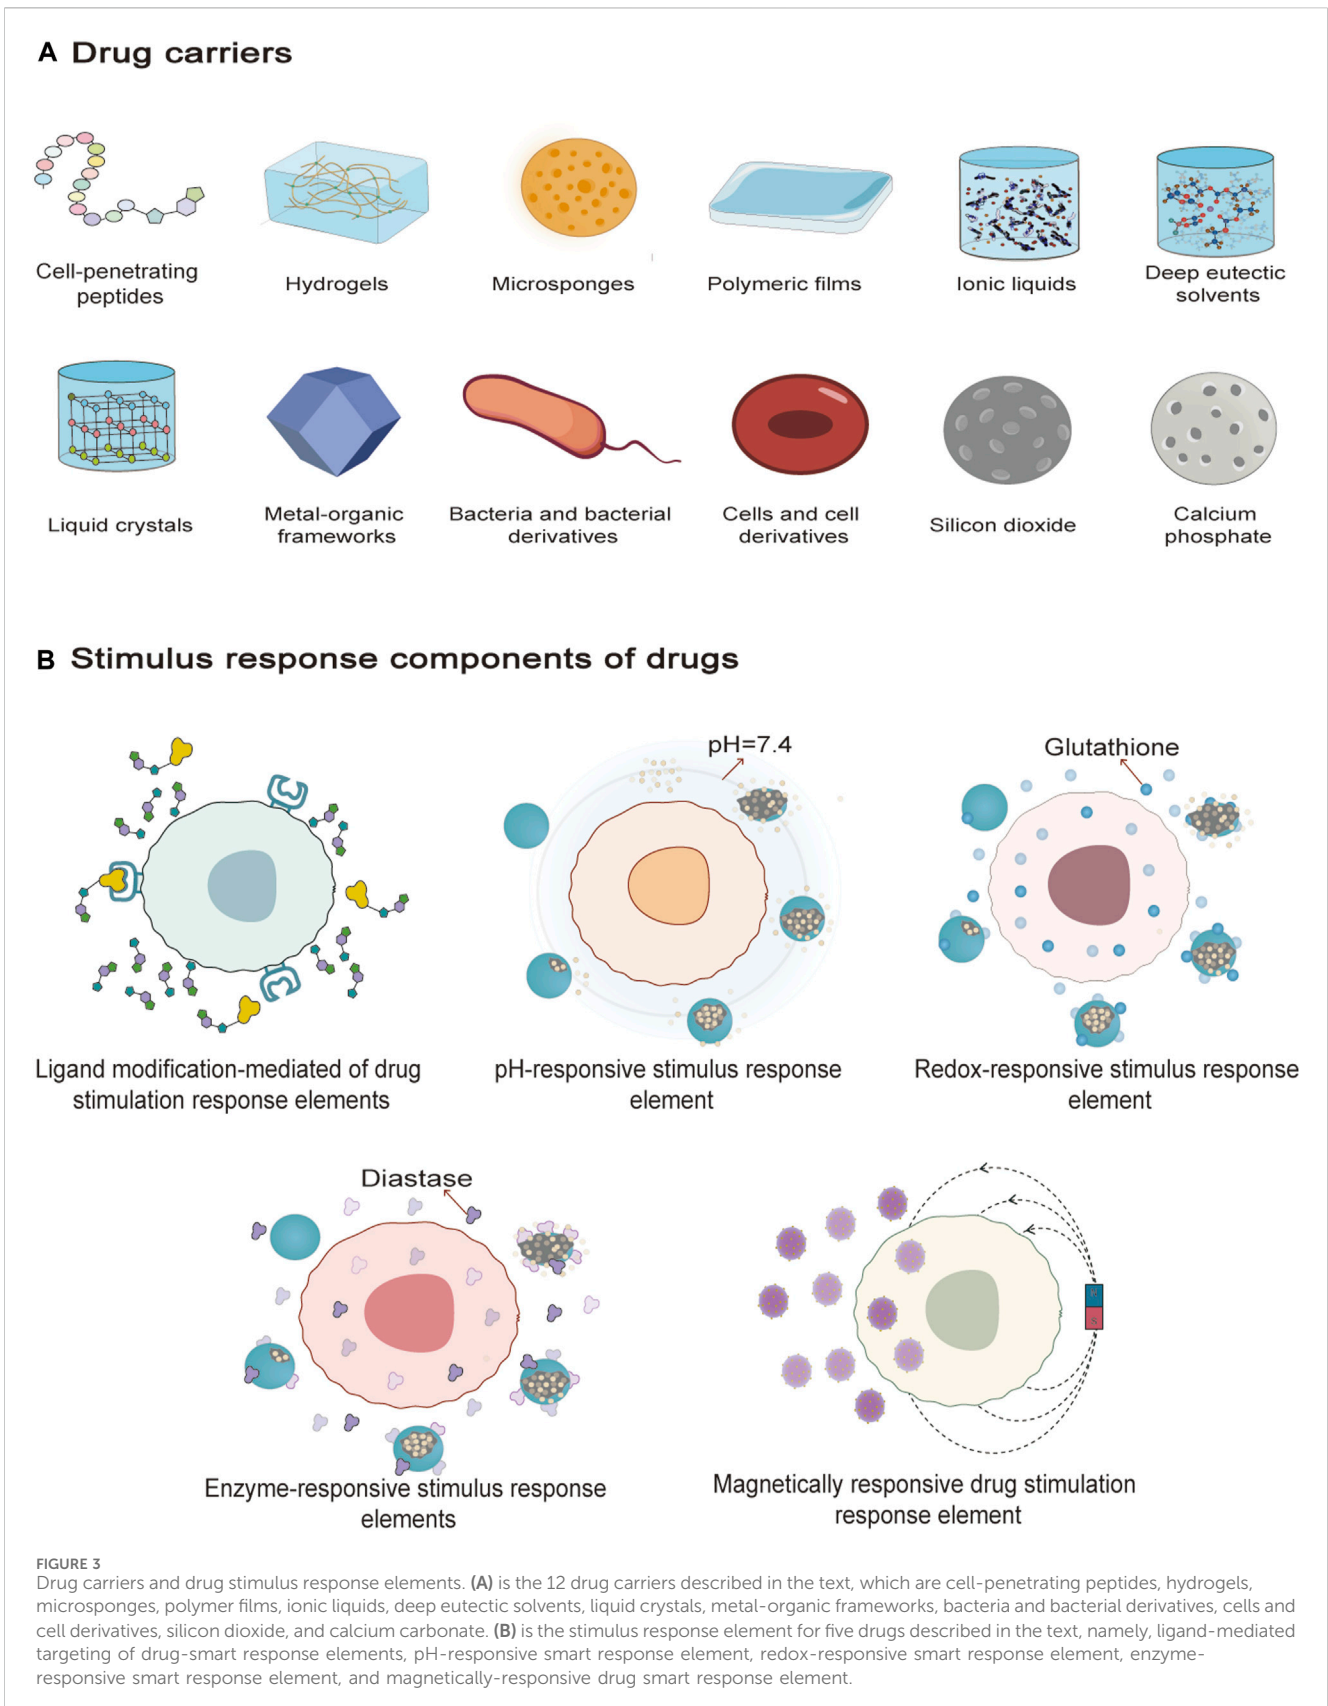 A Drug carriers
Cell-penetrating
peptides
Hydrogels
Microsponges
Polymeric films
Ionic liquids
Deep eutectic
solvents
Liquid crystals
Metal-organic
frameworks
Bacteria and bacterial
derivatives
Cells and cell
derivatives
Silicon dioxide
Calcium
phosphate
B Stimulus response components of drugs
pH=7.4
Glutathione
Ligand modification-mediated of drug
stimulation response elements
pH-responsive stimulus response
element
Redox-responsive stimulus response
element
Diastase
Enzyme-responsive stimulus response
elements
Magnetically responsive drug stimulation
response element
FIGURE 3
Drug carriers and drug stimulus response elements. (A) is the 12 drug carriers described in the text, which are cell-penetrating peptides, hydrogels,
microsponges, polymer films, ionic liquids, deep eutectic solvents, liquid crystals, metal-organic frameworks, bacteria and bacterial derivatives, cells and
cell derivatives, silicon dioxide, and calcium carbonate. (B) is the stimulus response element for five drugs described in the text, namely, ligand-mediated
targeting of drug-smart response elements, pH-responsive smart response element, redox-responsive smart response element, enzyme-
responsive smart response element, and magnetically-responsive drug smart response element.